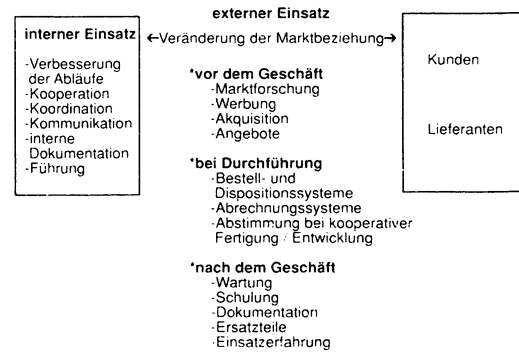 externer Einsatz
interner Einsatz
-Verbesserung
der Abläufe
-Kooperation
-Koordination
-Kommunikation
-interne
Dokumentation
-Führung
←Veränderung der Marktbeziehung→
*vor dem Geschäft
-Marktforschung
-Werbung
-Akquisition
-Angebote
*bei Durchführung
-Bestell- und
Dispositionssysteme
-Abrechnungssysteme
-Abstimmung bei kooperativer
Fertigung / Entwicklung
*nach dem Geschäft
-Wartung
-Schulung
-Dokumentation
-Ersatzteile
-Einsatzerfahrung
Kunden
Lieferanten